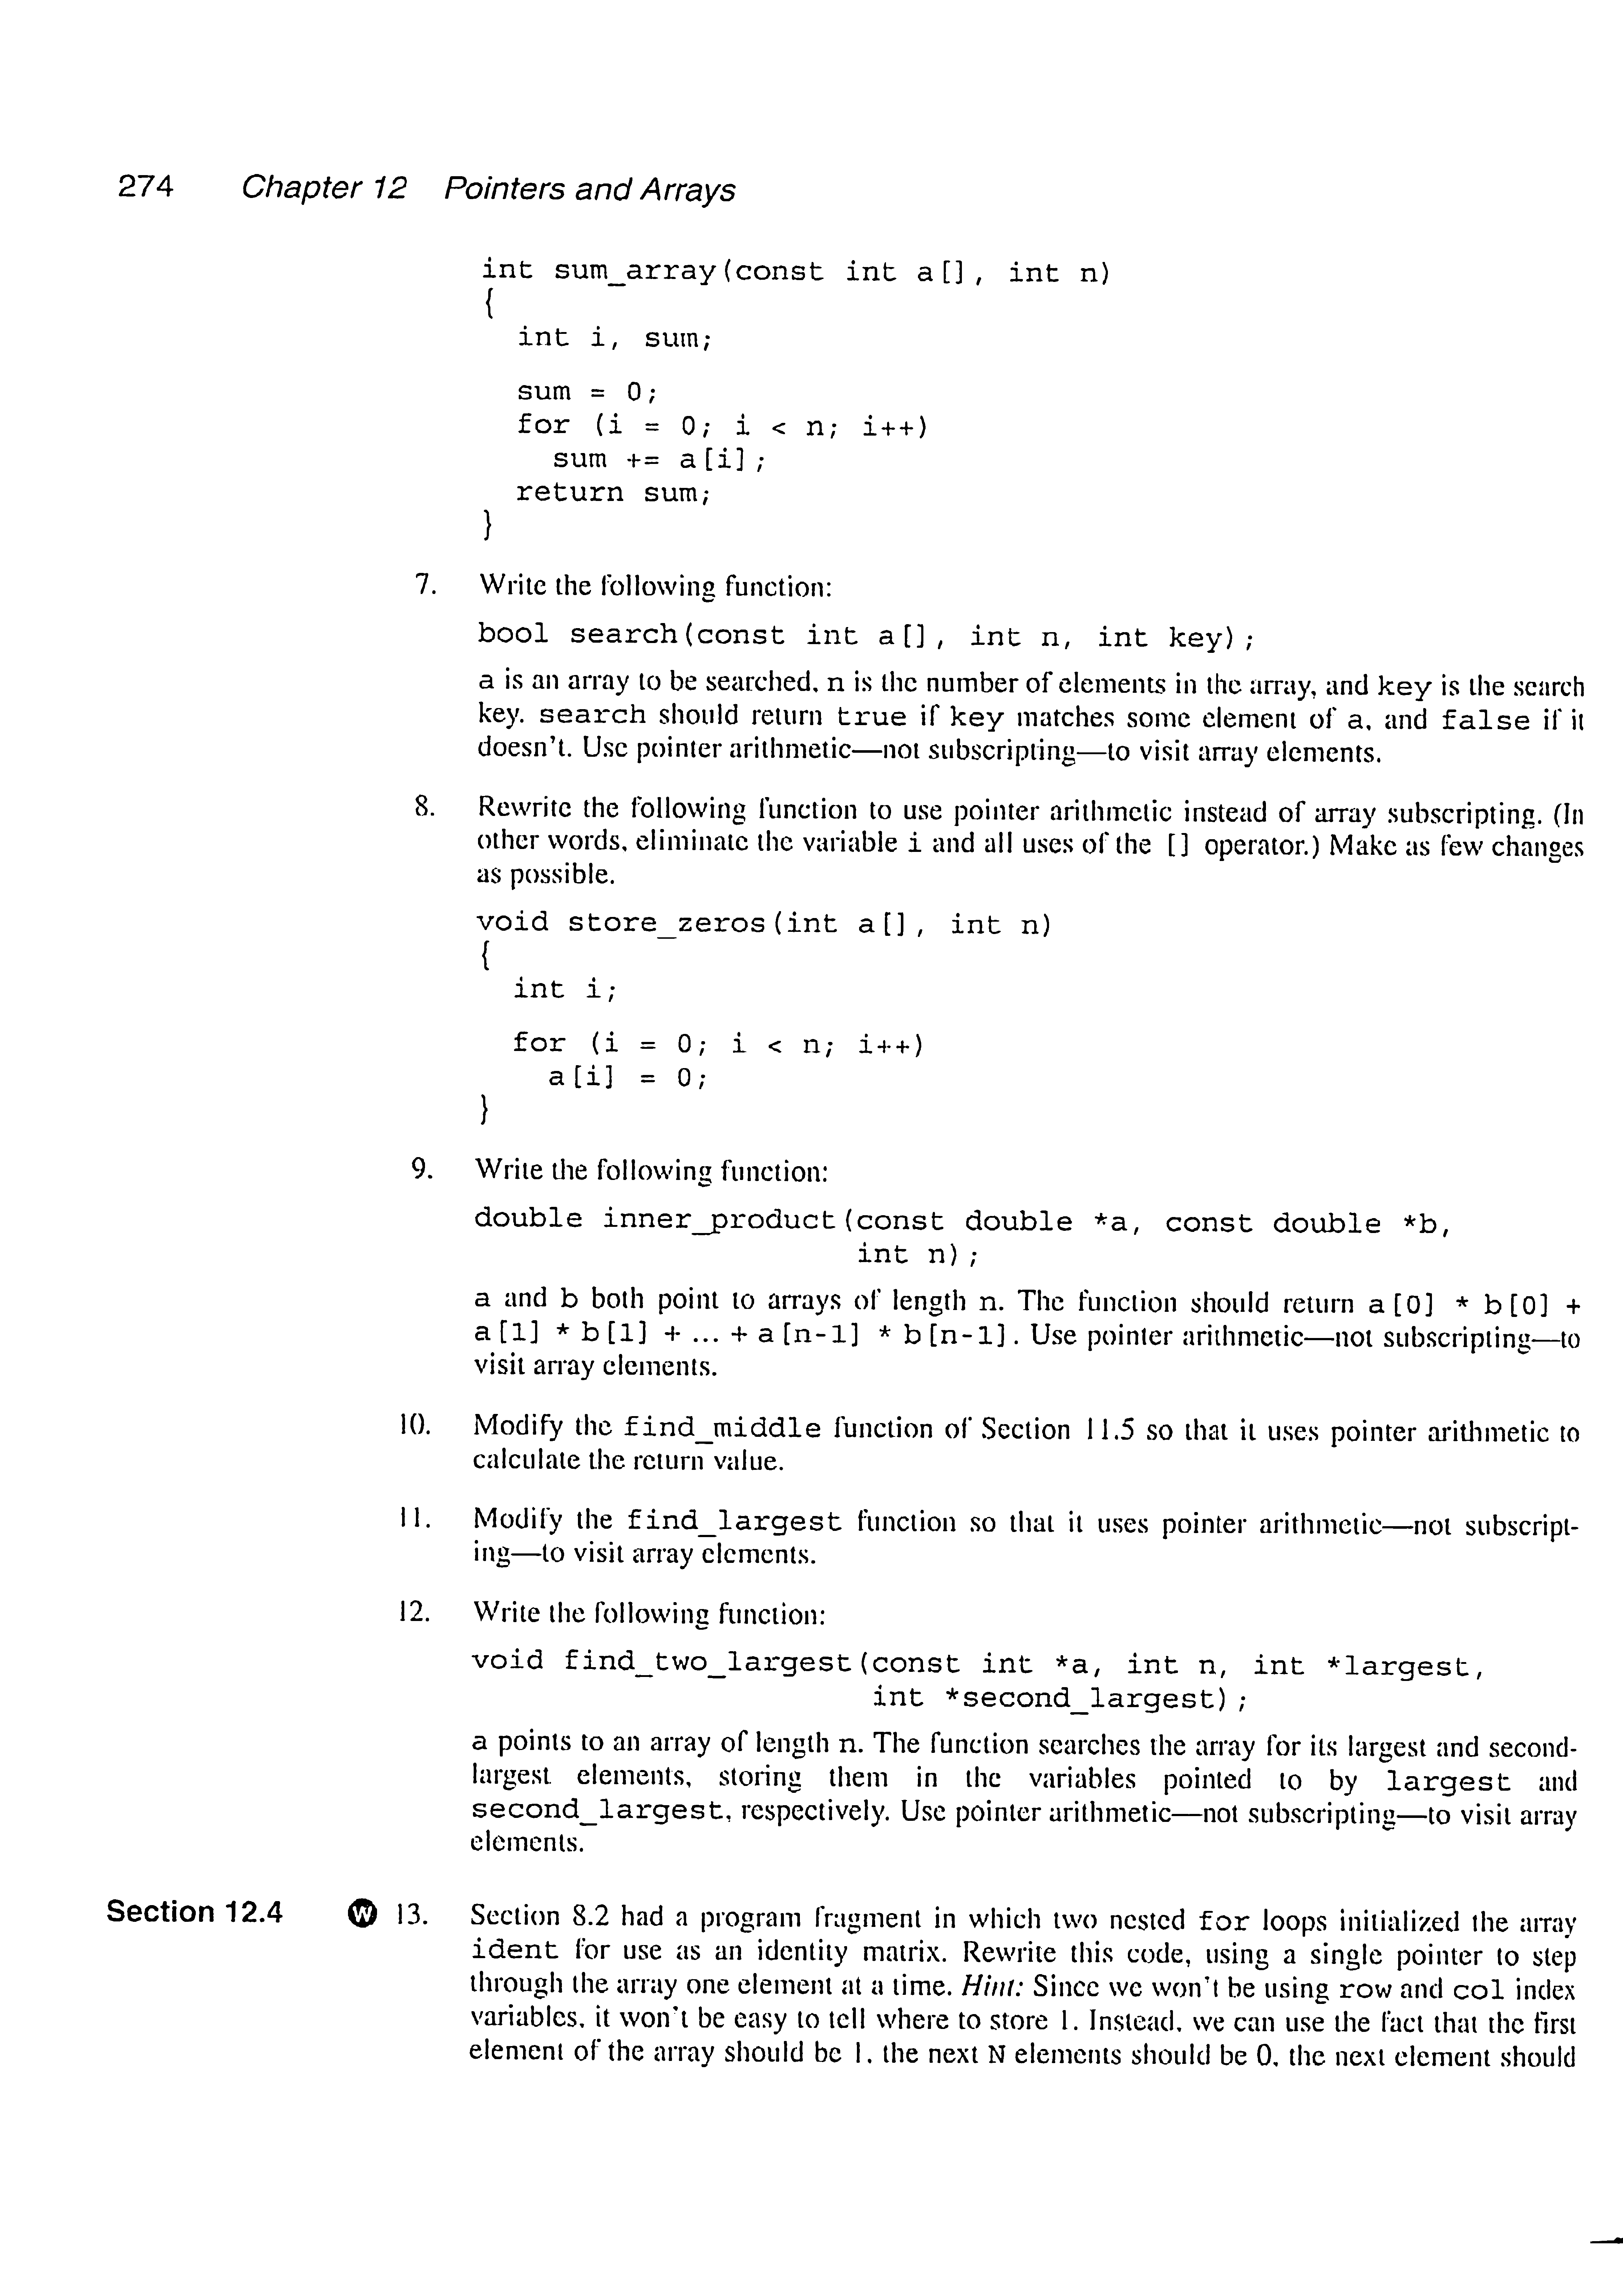 274 Chapter 12 Pointers and Arrays
int sum_array(const int a[], int n)
{
int i, sum;
sum = 0;
for (i = 0; i < n; i++)
sum += a[i];
return sum;
}
7. Write the following function:
bool search(const int a[], int n, int key);
a is an array to be searched, n is the number of elements in the array, and key is the search
key. search should return true if key matches some element of a, and false if it
doesn't. Use pointer arithmetic—not subscripting—to visit array elements.
8. Rewrite the following function to use pointer arithmetic instead of array subscripting. (In
other words, eliminate the variable i and all uses of the [] operator.) Make as few changes
as possible.
void store_zeros(int a[], int n)
{
int i;
for (i = 0; i < n; i++)
a[i] = 0;
}
9. Write the following function:
double inner_product(const double *a, const double *b,
int n);
a and b both point to arrays of length n. The function should return a[0] * b[0] +
a[1] * b[1] + ... + a[n-1] * b[n-1]. Use pointer arithmetic—not subscripting—to
visit array elements.
10. Modify the find_middle function of Section 11.5 so that it uses pointer arithmetic to
calculate the return value.
11. Modify the find_largest function so that it uses pointer arithmetic—not subscript-
ing—to visit array elements.
12. Write the following function:
void find_two_largest(const int *a, int n, int *largest,
int *second_largest);
a points to an array of length n. The function searches the array for its largest and second-
largest elements, storing them in the variables pointed to by largest and
second_largest, respectively. Use pointer arithmetic—not subscripting—to visit array
elements.
Section 12.4 W 13. Section 8.2 had a program fragment in which two nested for loops initialized the array
ident for use as an identity matrix. Rewrite this code, using a single pointer to step
through the array one element at a time. Hint: Since we won't be using row and col index
variables, it won't be easy to tell where to store 1. Instead, we can use the fact that the first
element of the array should be 1, the next N elements should be 0, the next element should